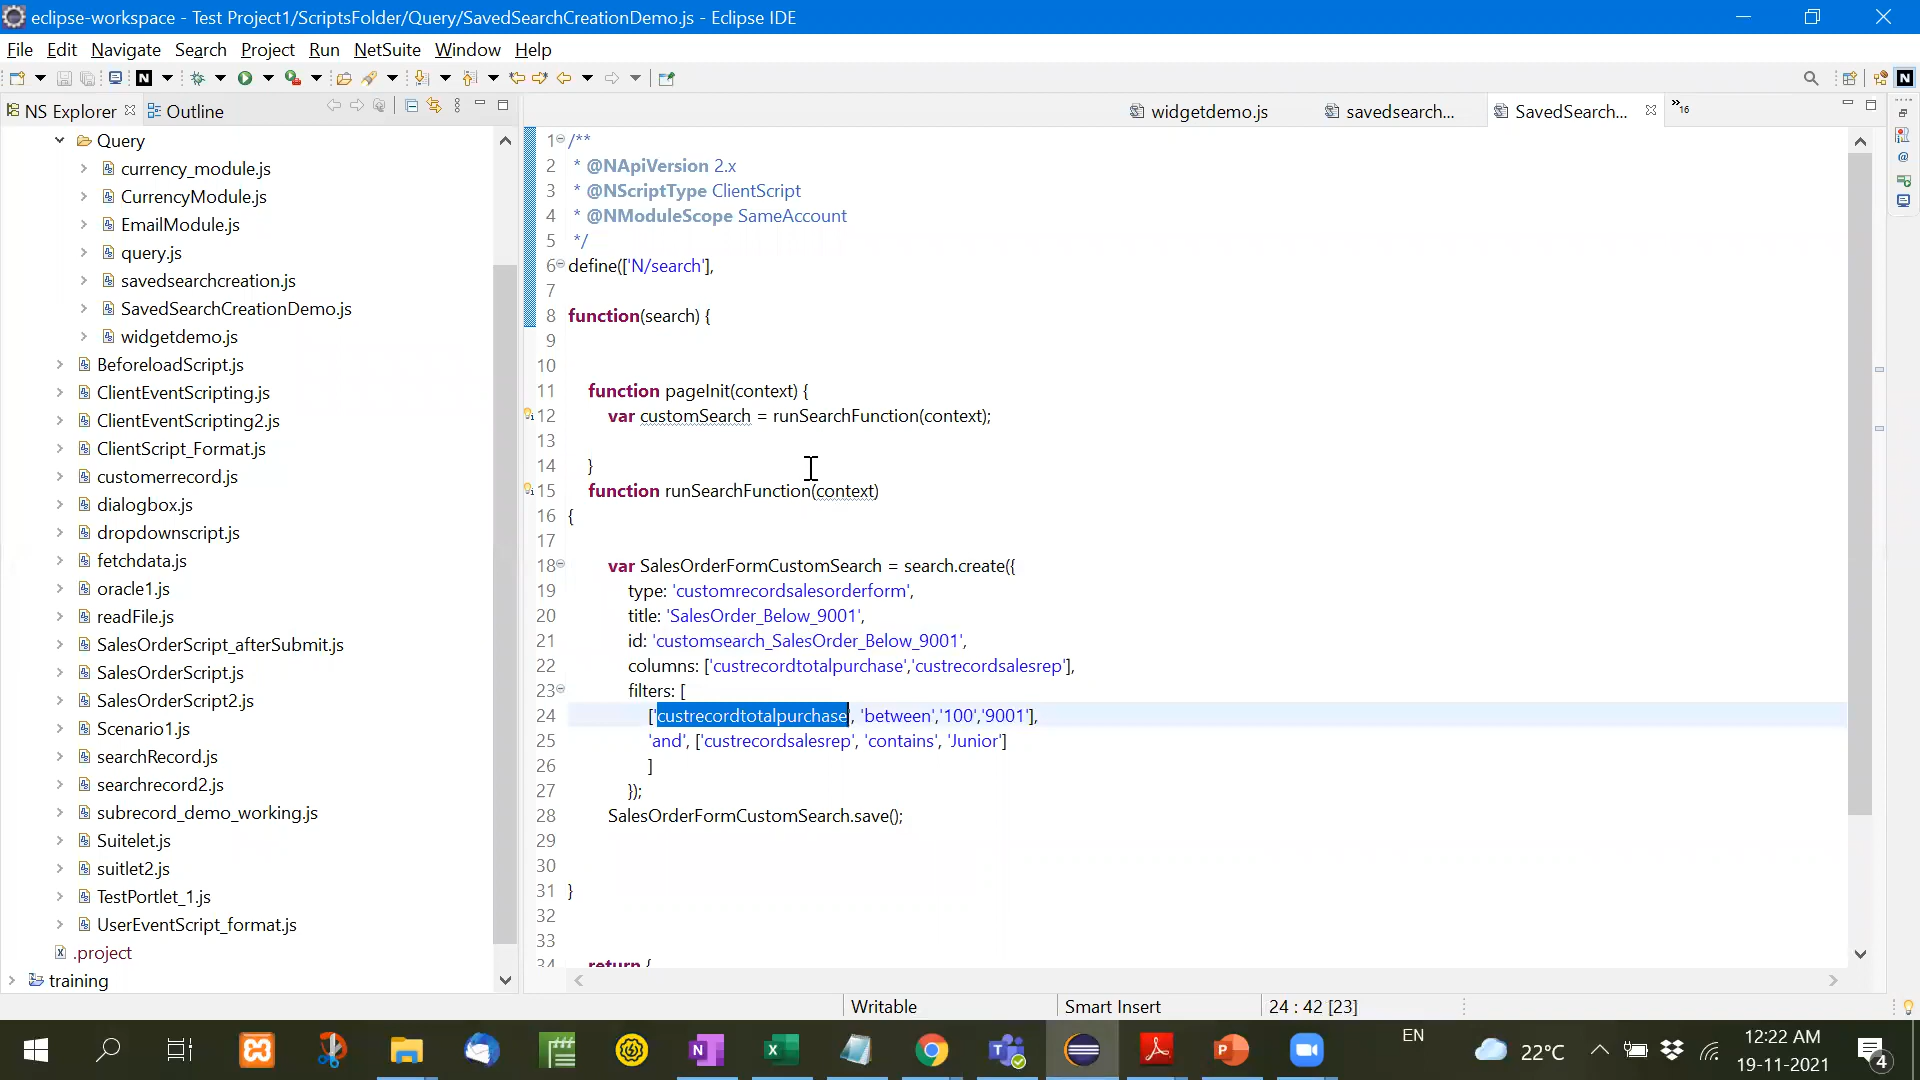 eclipse-workspace - Test Project1/ScriptsFolder/Query/SavedSearchCreationDemo.js - Eclipse IDE
File Edit Navigate Search Project Run NetSuite Window Help
NS Explorer Outline
widgetdemo.js savedsearch... SavedSearch... »16
Query
currency_module.js
CurrencyModule.js
EmailModule.js
query.js
savedsearchcreation.js
SavedSearchCreationDemo.js
widgetdemo.js
BeforeloadScript.js
ClientEventScripting.js
ClientEventScripting2.js
ClientScript_Format.js
customerrecord.js
dialogbox.js
dropdownscript.js
fetchdata.js
oracle1.js
readFile.js
SalesOrderScript_afterSubmit.js
SalesOrderScript.js
SalesOrderScript2.js
Scenario1.js
searchRecord.js
searchrecord2.js
subrecord_demo_working.js
Suitelet.js
suitlet2.js
TestPortlet_1.js
UserEventScript_format.js
.project
training
1 /**
2 * @NApiVersion 2.x
3 * @NScriptType ClientScript
4 * @NModuleScope SameAccount
5 */
6 define(['N/search'],
7
8 function(search) {
9
10
11 function pageInit(context) {
12 var customSearch = runSearchFunction(context);
13
14 }
15 function runSearchFunction(context)
16 {
17
18 var SalesOrderFormCustomSearch = search.create({
19 type: 'customrecordsalesorderform',
20 title: 'SalesOrder_Below_9001',
21 id: 'customsearch_SalesOrder_Below_9001',
22 columns: ['custrecordtotalpurchase','custrecordsalesrep'],
23 filters: [
24 ['custrecordtotalpurchase', 'between','100','9001'],
25 'and', ['custrecordsalesrep', 'contains', 'Junior']
26 ]
27 });
28 SalesOrderFormCustomSearch.save();
29
30
31 }
32
33
34 return {
Writable Smart Insert 24 : 42 [23]
EN 22°C 12:22 AM
19-11-2021 4